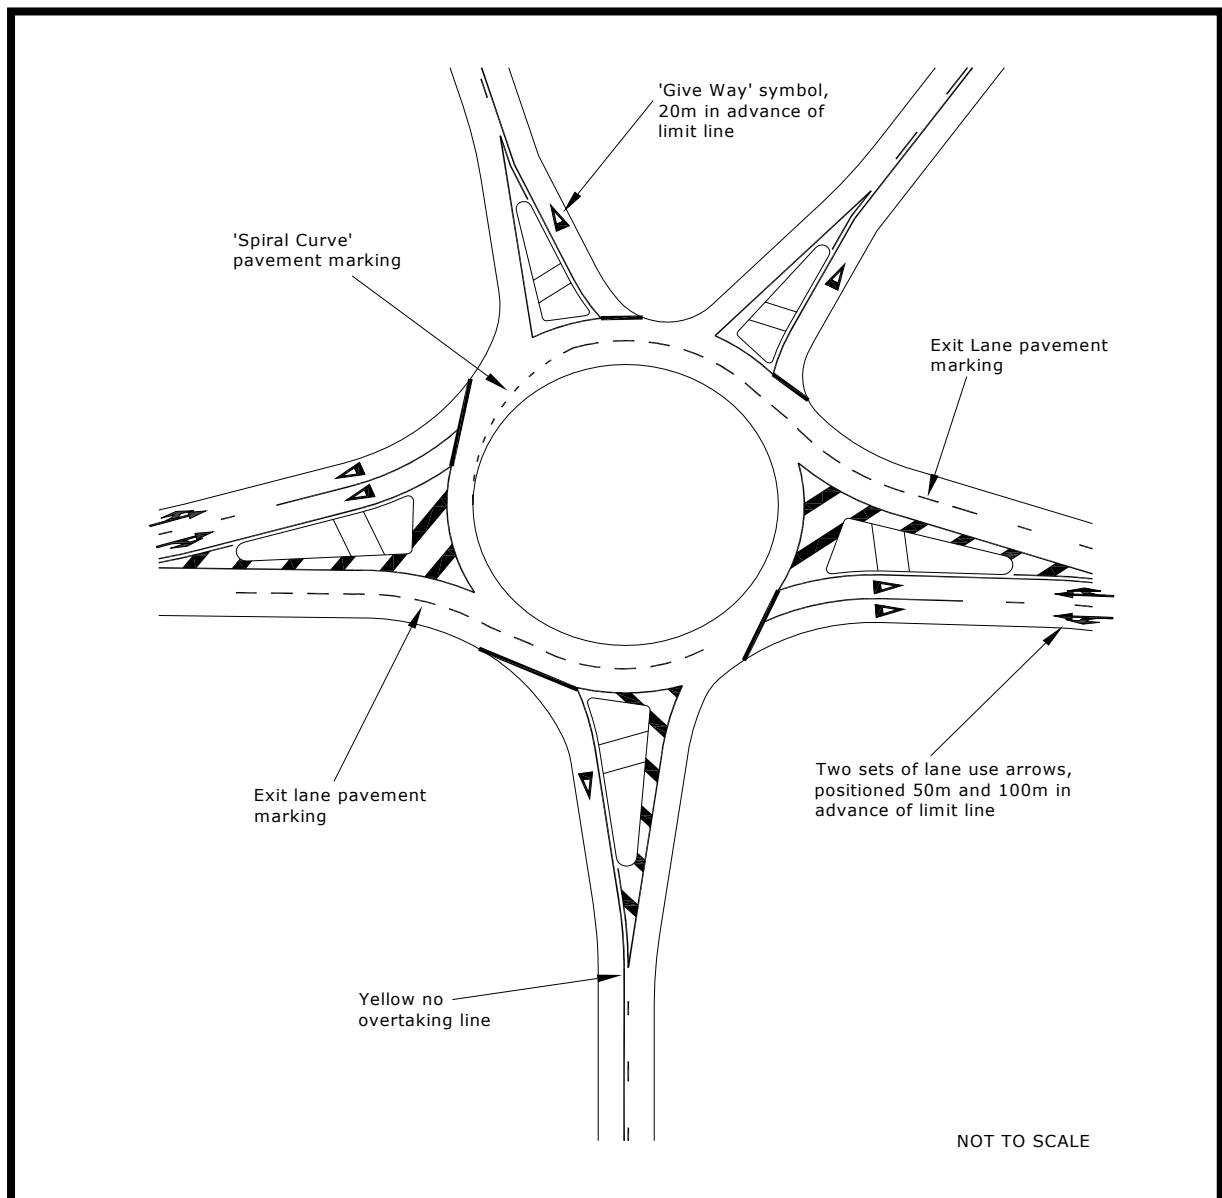 'Give Way' symbol,
20m in advance of
limit line
'Spiral Curve'
pavement marking
Exit Lane pavement
marking
Two sets of lane use arrows,
positioned 50m and 100m in
advance of limit line
Exit lane pavement
marking
Yellow no
overtaking line
NOT TO SCALE